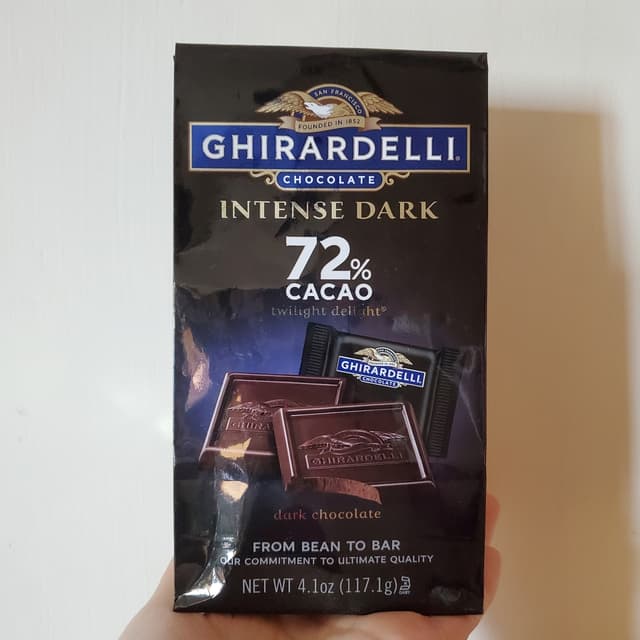 SAN FRANCISCO
FOUNDED IN 1852
GHIRARDELLI®
CHOCOLATE
INTENSE DARK
72%
CACAO
twilight delight®
GHIRARDELLI
CHOCOLATE
GHIRARDELLI
dark chocolate
FROM BEAN TO BAR
OUR COMMITMENT TO ULTIMATE QUALITY
NET WT 4.1oz (117.1g) DAIRY